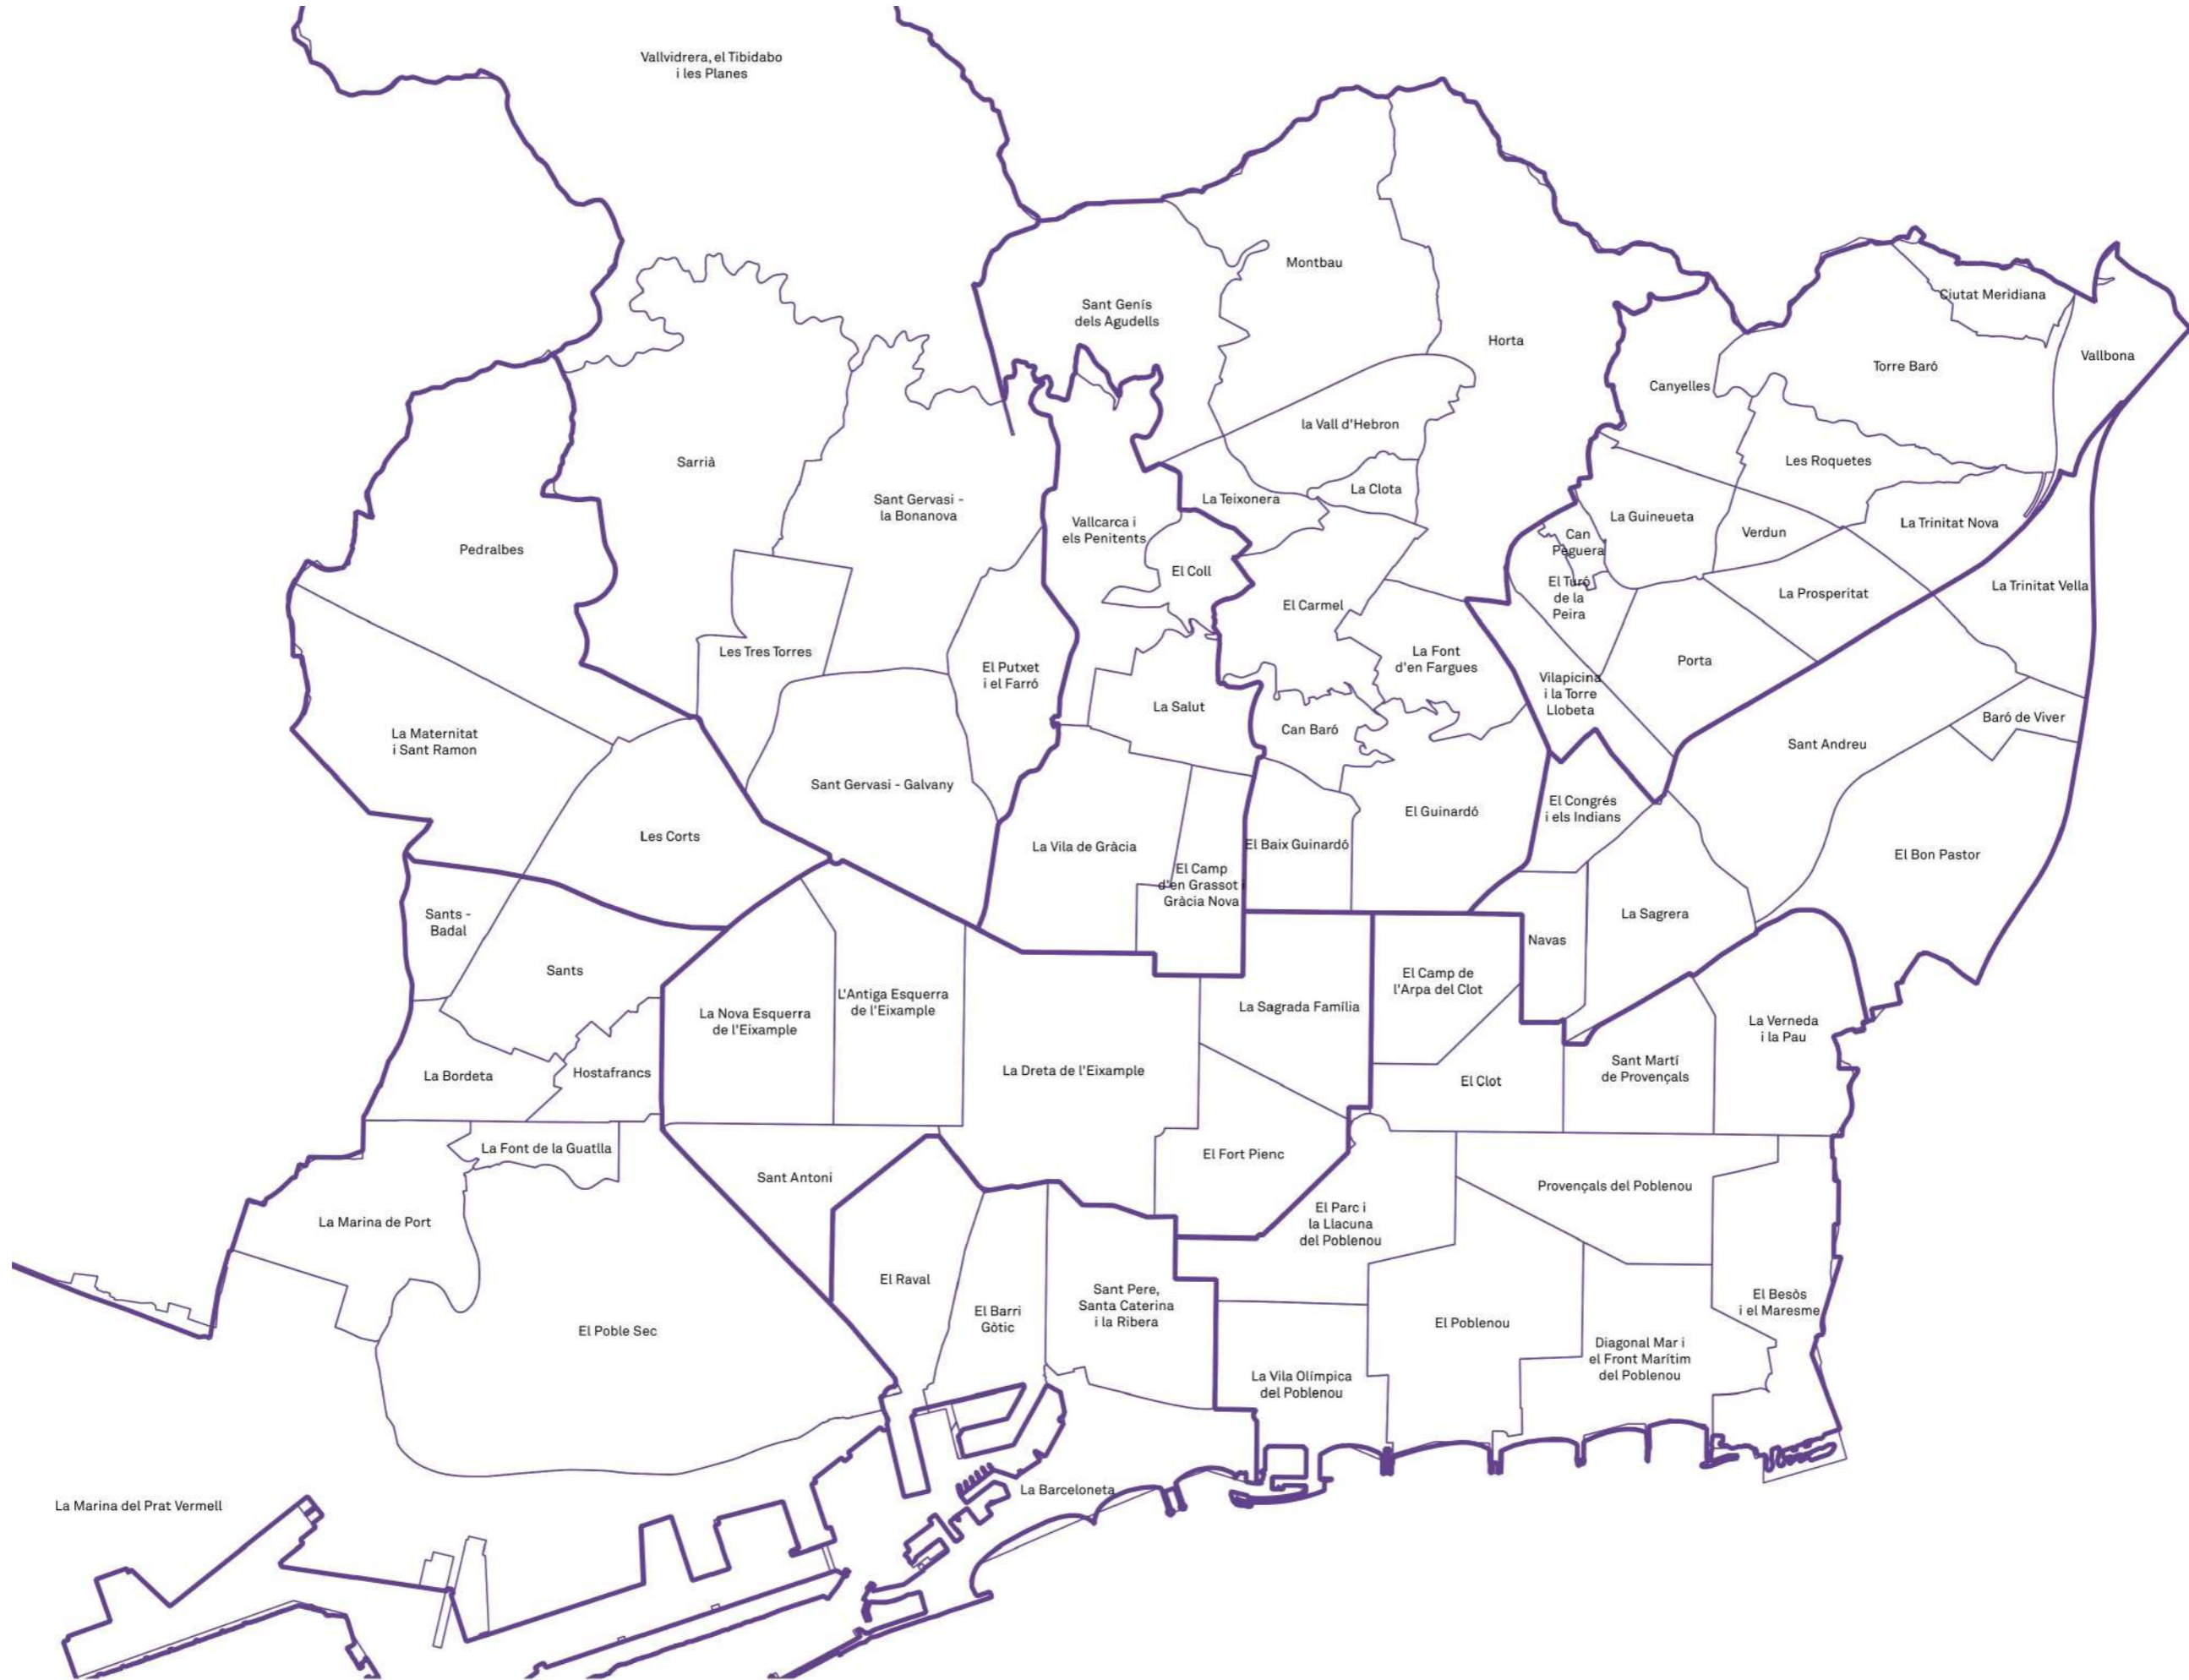 Vallvidrera, el Tibidabo
i les Planes
Montbau
Sant Genís
dels Agudells
Ciutat Meridiana
Horta
Vallbona
Torre Baró
Canyelles
la Vall d'Hebron
Sarrià
Les Roquetes
La Clota
La Teixonera
Sant Gervasi -
la Bonanova
Vallcarca i
els Penitents
La Guineueta
La Trinitat Nova
Verdun
Can
Peguera
Pedralbes
El Coll
El Turó
de la
Peira
La Trinitat Vella
La Prosperitat
El Carmel
Les Tres Torres
La Font
d'en Fargues
Porta
El Putxet
i el Farró
Vilapicina
i la Torre
Llobeta
La Salut
Baró de Viver
Can Baró
La Maternitat
i Sant Ramon
Sant Andreu
Sant Gervasi - Galvany
El Congrés
i els Indians
El Guinardó
Les Corts
La Vila de Gràcia
El Baix Guinardó
El Bon Pastor
El Camp
d'en Grassot i
Gràcia Nova
Sants -
Badal
La Sagrera
Navas
Sants
El Camp de
l'Arpa del Clot
L'Antiga Esquerra
de l'Eixample
La Sagrada Família
La Nova Esquerra
de l'Eixample
La Verneda
i la Pau
Sant Martí
de Provençals
La Bordeta
Hostafrancs
La Dreta de l'Eixample
El Clot
La Font de la Guatlla
El Fort Pienc
Sant Antoni
Provençals del Poblenou
La Marina de Port
El Parc i
la Llacuna
del Poblenou
El Raval
Sant Pere,
Santa Caterina
i la Ribera
El Besòs
i el Maresme
El Barri
Gòtic
El Poble Sec
El Poblenou
Diagonal Mar i
el Front Marítim
del Poblenou
La Vila Olímpica
del Poblenou
La Barceloneta
La Marina del Prat Vermell